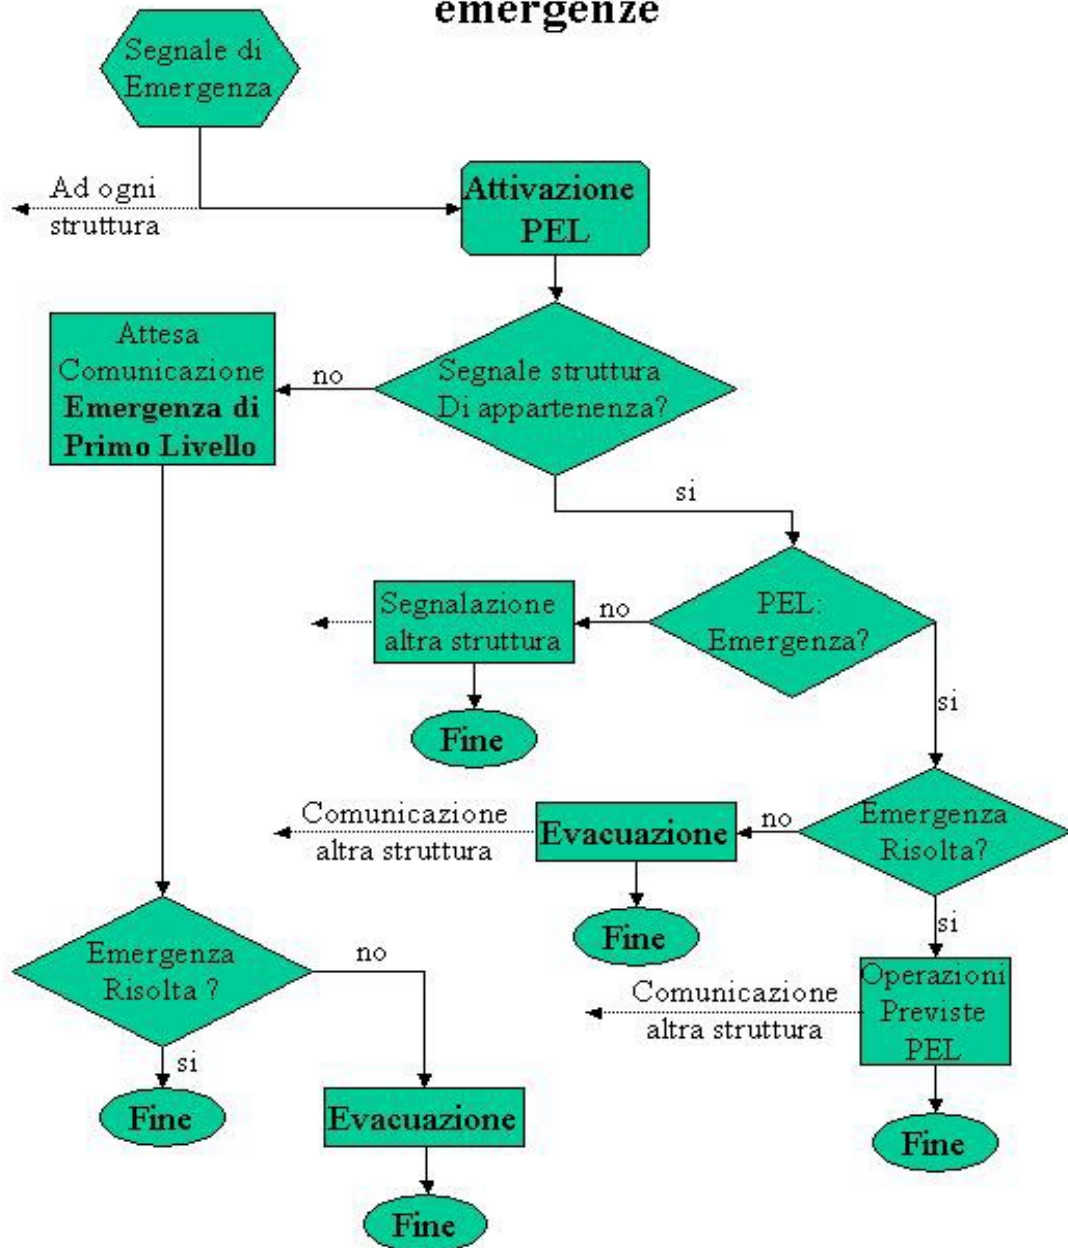 emergenze
Segnale di
Emergenza
Ad ogni
struttura
Attivazione
PEL
Attesa
Comunicazione
Emergenza di
Primo Livello
no
Segnale struttura
Di appartenenza?
si
Segnalazione
altra struttura
no
PEL:
Emergenza?
Fine
si
Comunicazione
altra struttura
Evacuazione
no
Emergenza
Risolta?
Fine
si
Emergenza
Risolta ?
no
Comunicazione
altra struttura
Operazioni
Previste
PEL
si
Fine
Evacuazione
Fine
Fine